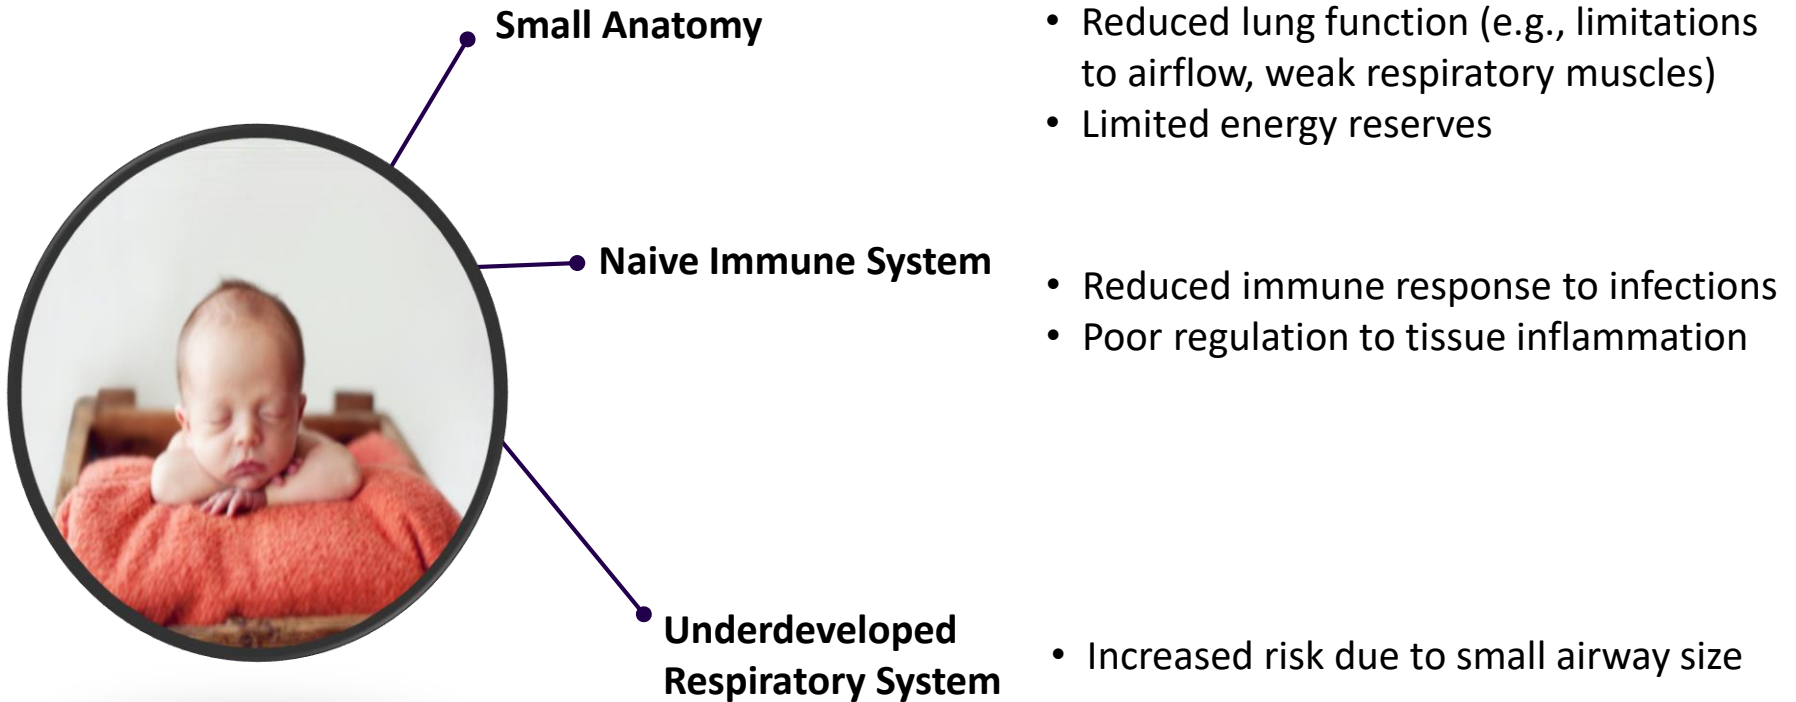 Small Anatomy
• Reduced lung function (e.g., limitations
to airflow, weak respiratory muscles)
• Limited energy reserves
Naive Immune System
• Reduced immune response to infections
• Poor regulation to tissue inflammation
Underdeveloped
Respiratory System
• Increased risk due to small airway size